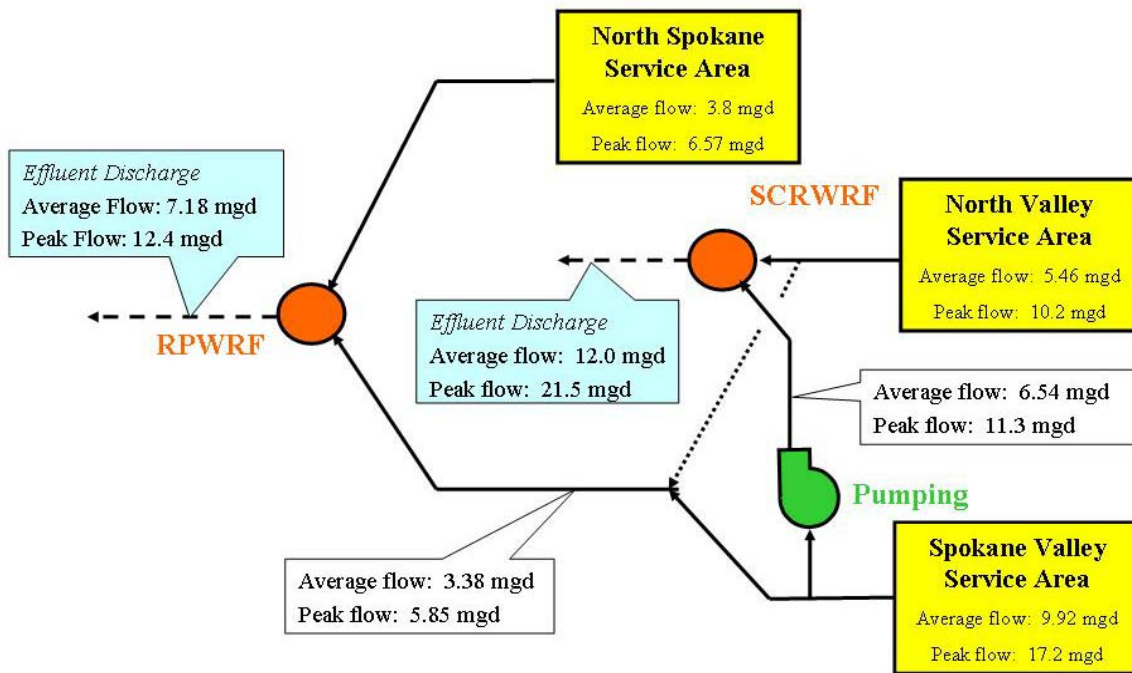 North Spokane
Service Area
Average flow: 3.8 mgd
Peak flow: 6.57 mgd
Effluent Discharge
Average Flow: 7.18 mgd
Peak Flow: 12.4 mgd
RPWRF
SCRWRF
North Valley
Service Area
Average flow: 5.46 mgd
Peak flow: 10.2 mgd
Effluent Discharge
Average flow: 12.0 mgd
Peak flow: 21.5 mgd
Average flow: 6.54 mgd
Peak flow: 11.3 mgd
Pumping
Spokane Valley
Service Area
Average flow: 9.92 mgd
Peak flow: 17.2 mgd
Average flow: 3.38 mgd
Peak flow: 5.85 mgd